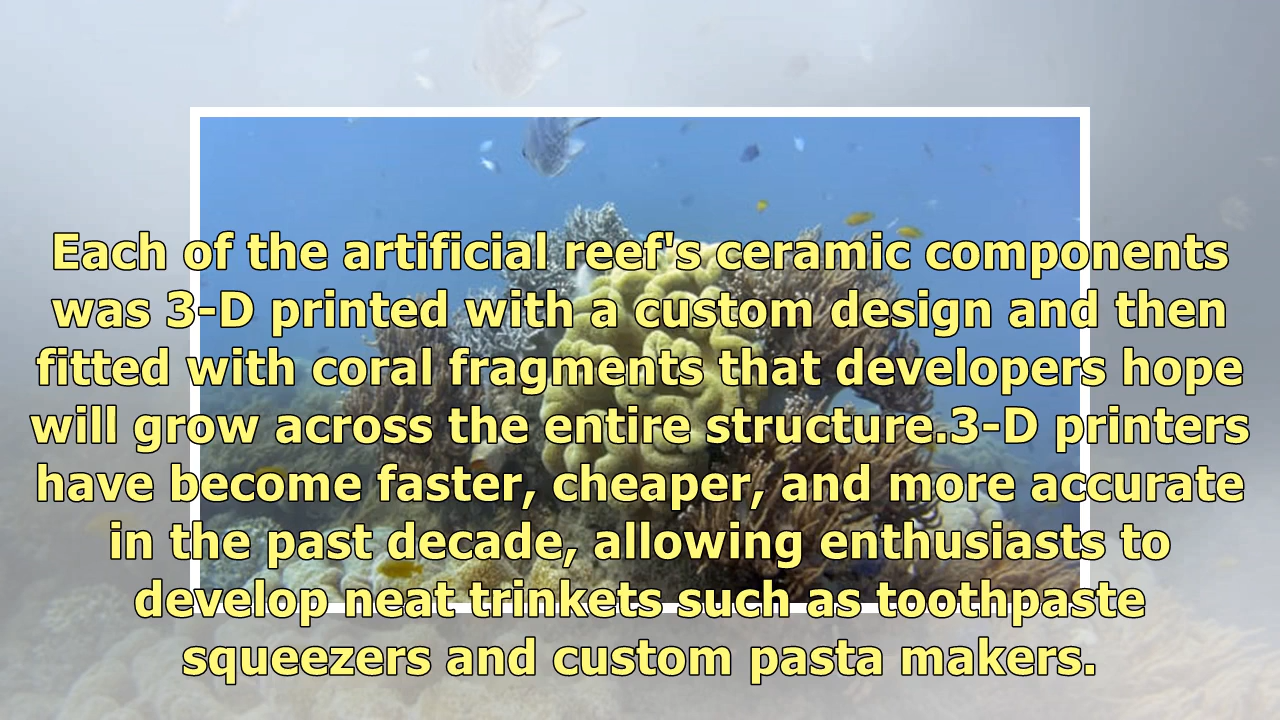 Each of the artificial reef's ceramic components
was 3-D printed with a custom design and then
fitted with coral fragments that developers hope
will grow across the entire structure.3-D printers
have become faster, cheaper, and more accurate
in the past decade, allowing enthusiasts to
develop neat trinkets such as toothpaste
squeezers and custom pasta makers.